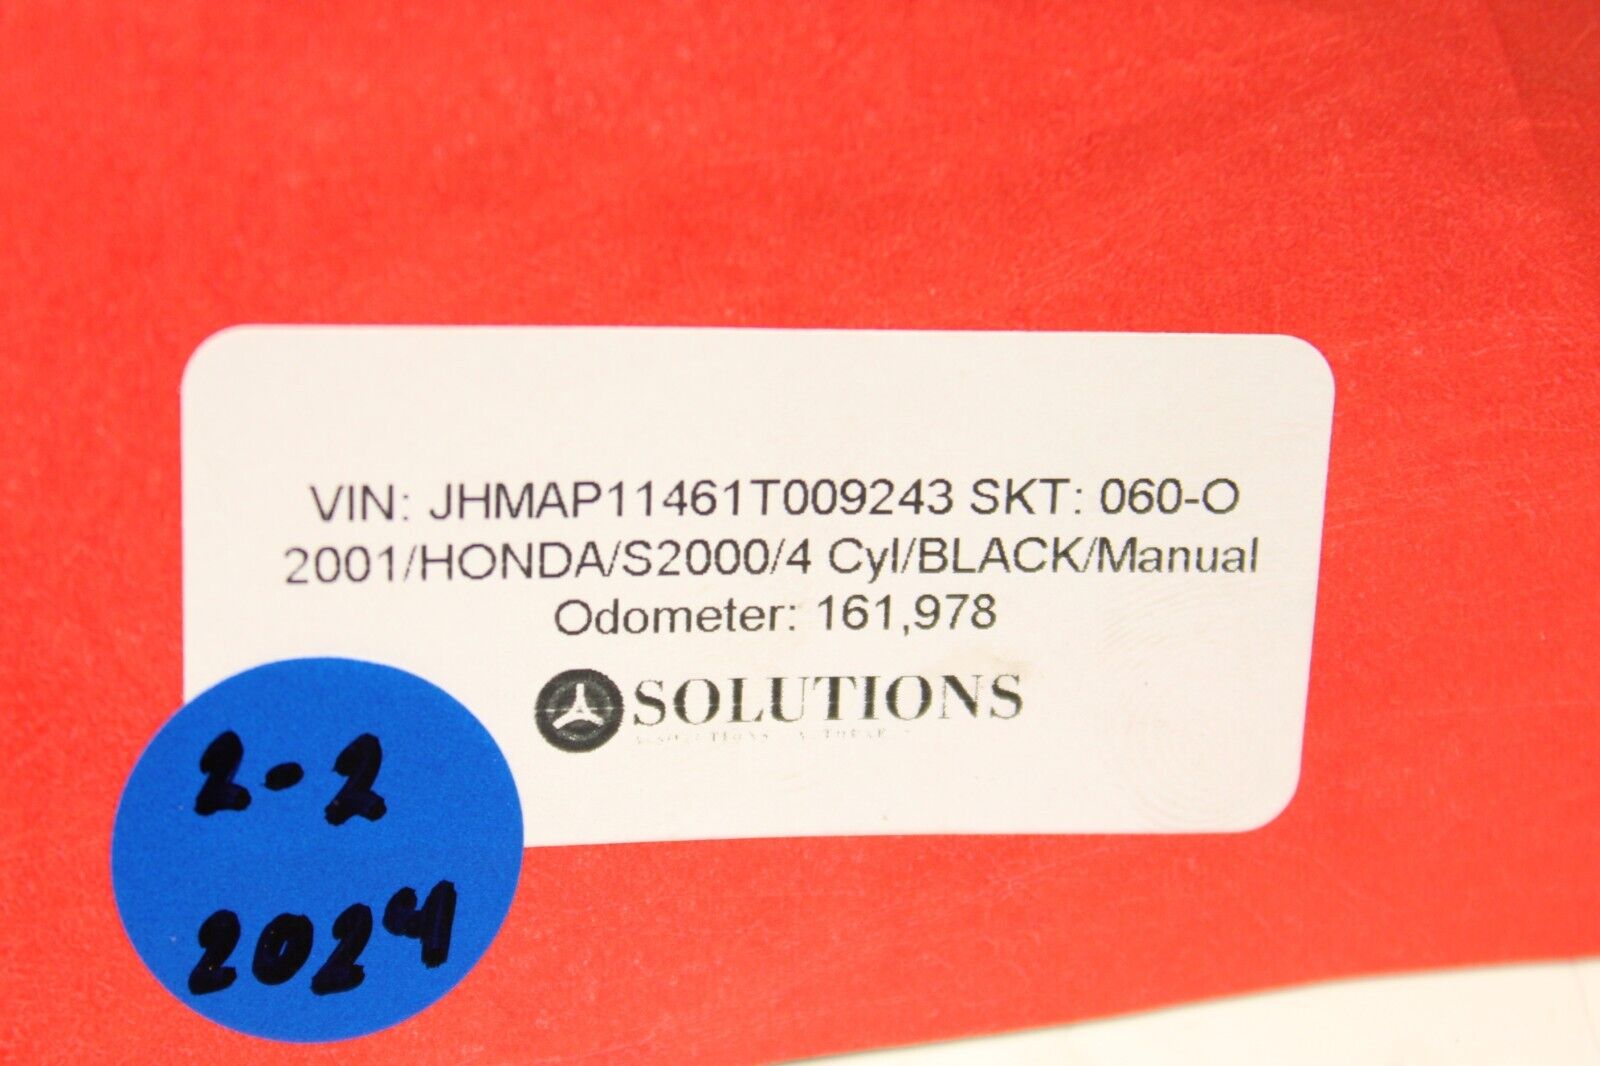 VIN: JHMAP11461T009243 SKT: 060-O
2001/HONDA/S2000/4 Cyl/BLACK/Manual
Odometer: 161,978
SOLUTIONS
2-2
2024